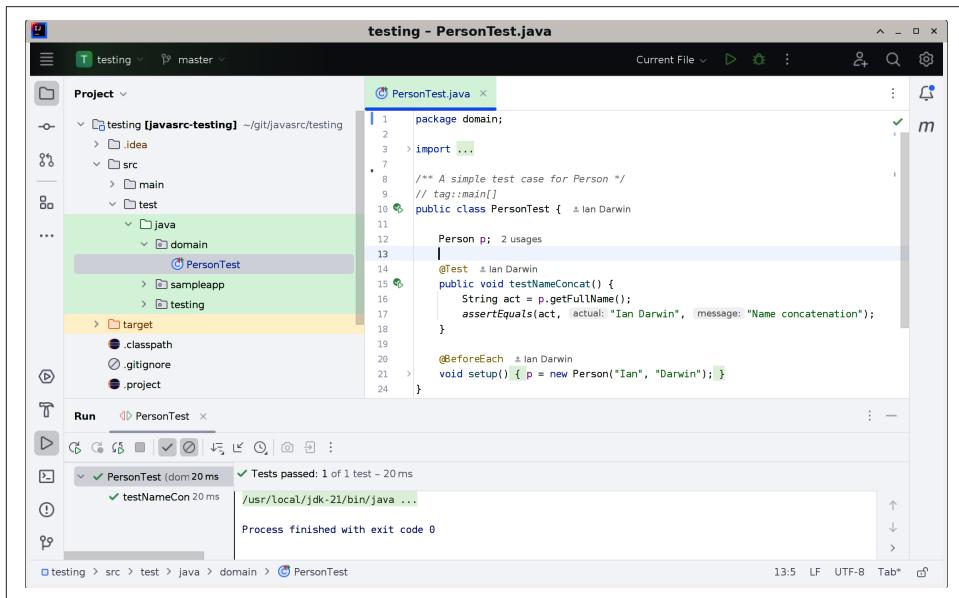 testing – PersonTest.java
T testing master Current File
Project
PersonTest.java
testing [javasrc-testing] ~/git/javasrc/testing
.idea
src
main
test
java
domain
PersonTest
sampleapp
testing
target
.classpath
.gitignore
.project
1 package domain;
2
3 import ...
7
8 /** A simple test case for Person */
9 // tag::main[]
10 public class PersonTest { Ian Darwin
11
12 Person p; 2 usages
13
14 @Test Ian Darwin
15 public void testNameConcat() {
16 String act = p.getFullName();
17 assertEquals(act, actual: "Ian Darwin", message: "Name concatenation");
18 }
19
20 @BeforeEach Ian Darwin
21 void setup() { p = new Person("Ian", "Darwin"); }
24 }
m
Run PersonTest
PersonTest (dom 20 ms
testNameCon 20 ms
Tests passed: 1 of 1 test – 20 ms
/usr/local/jdk-21/bin/java ...
Process finished with exit code 0
testing > src > test > java > domain > PersonTest 13:5 LF UTF-8 Tab*